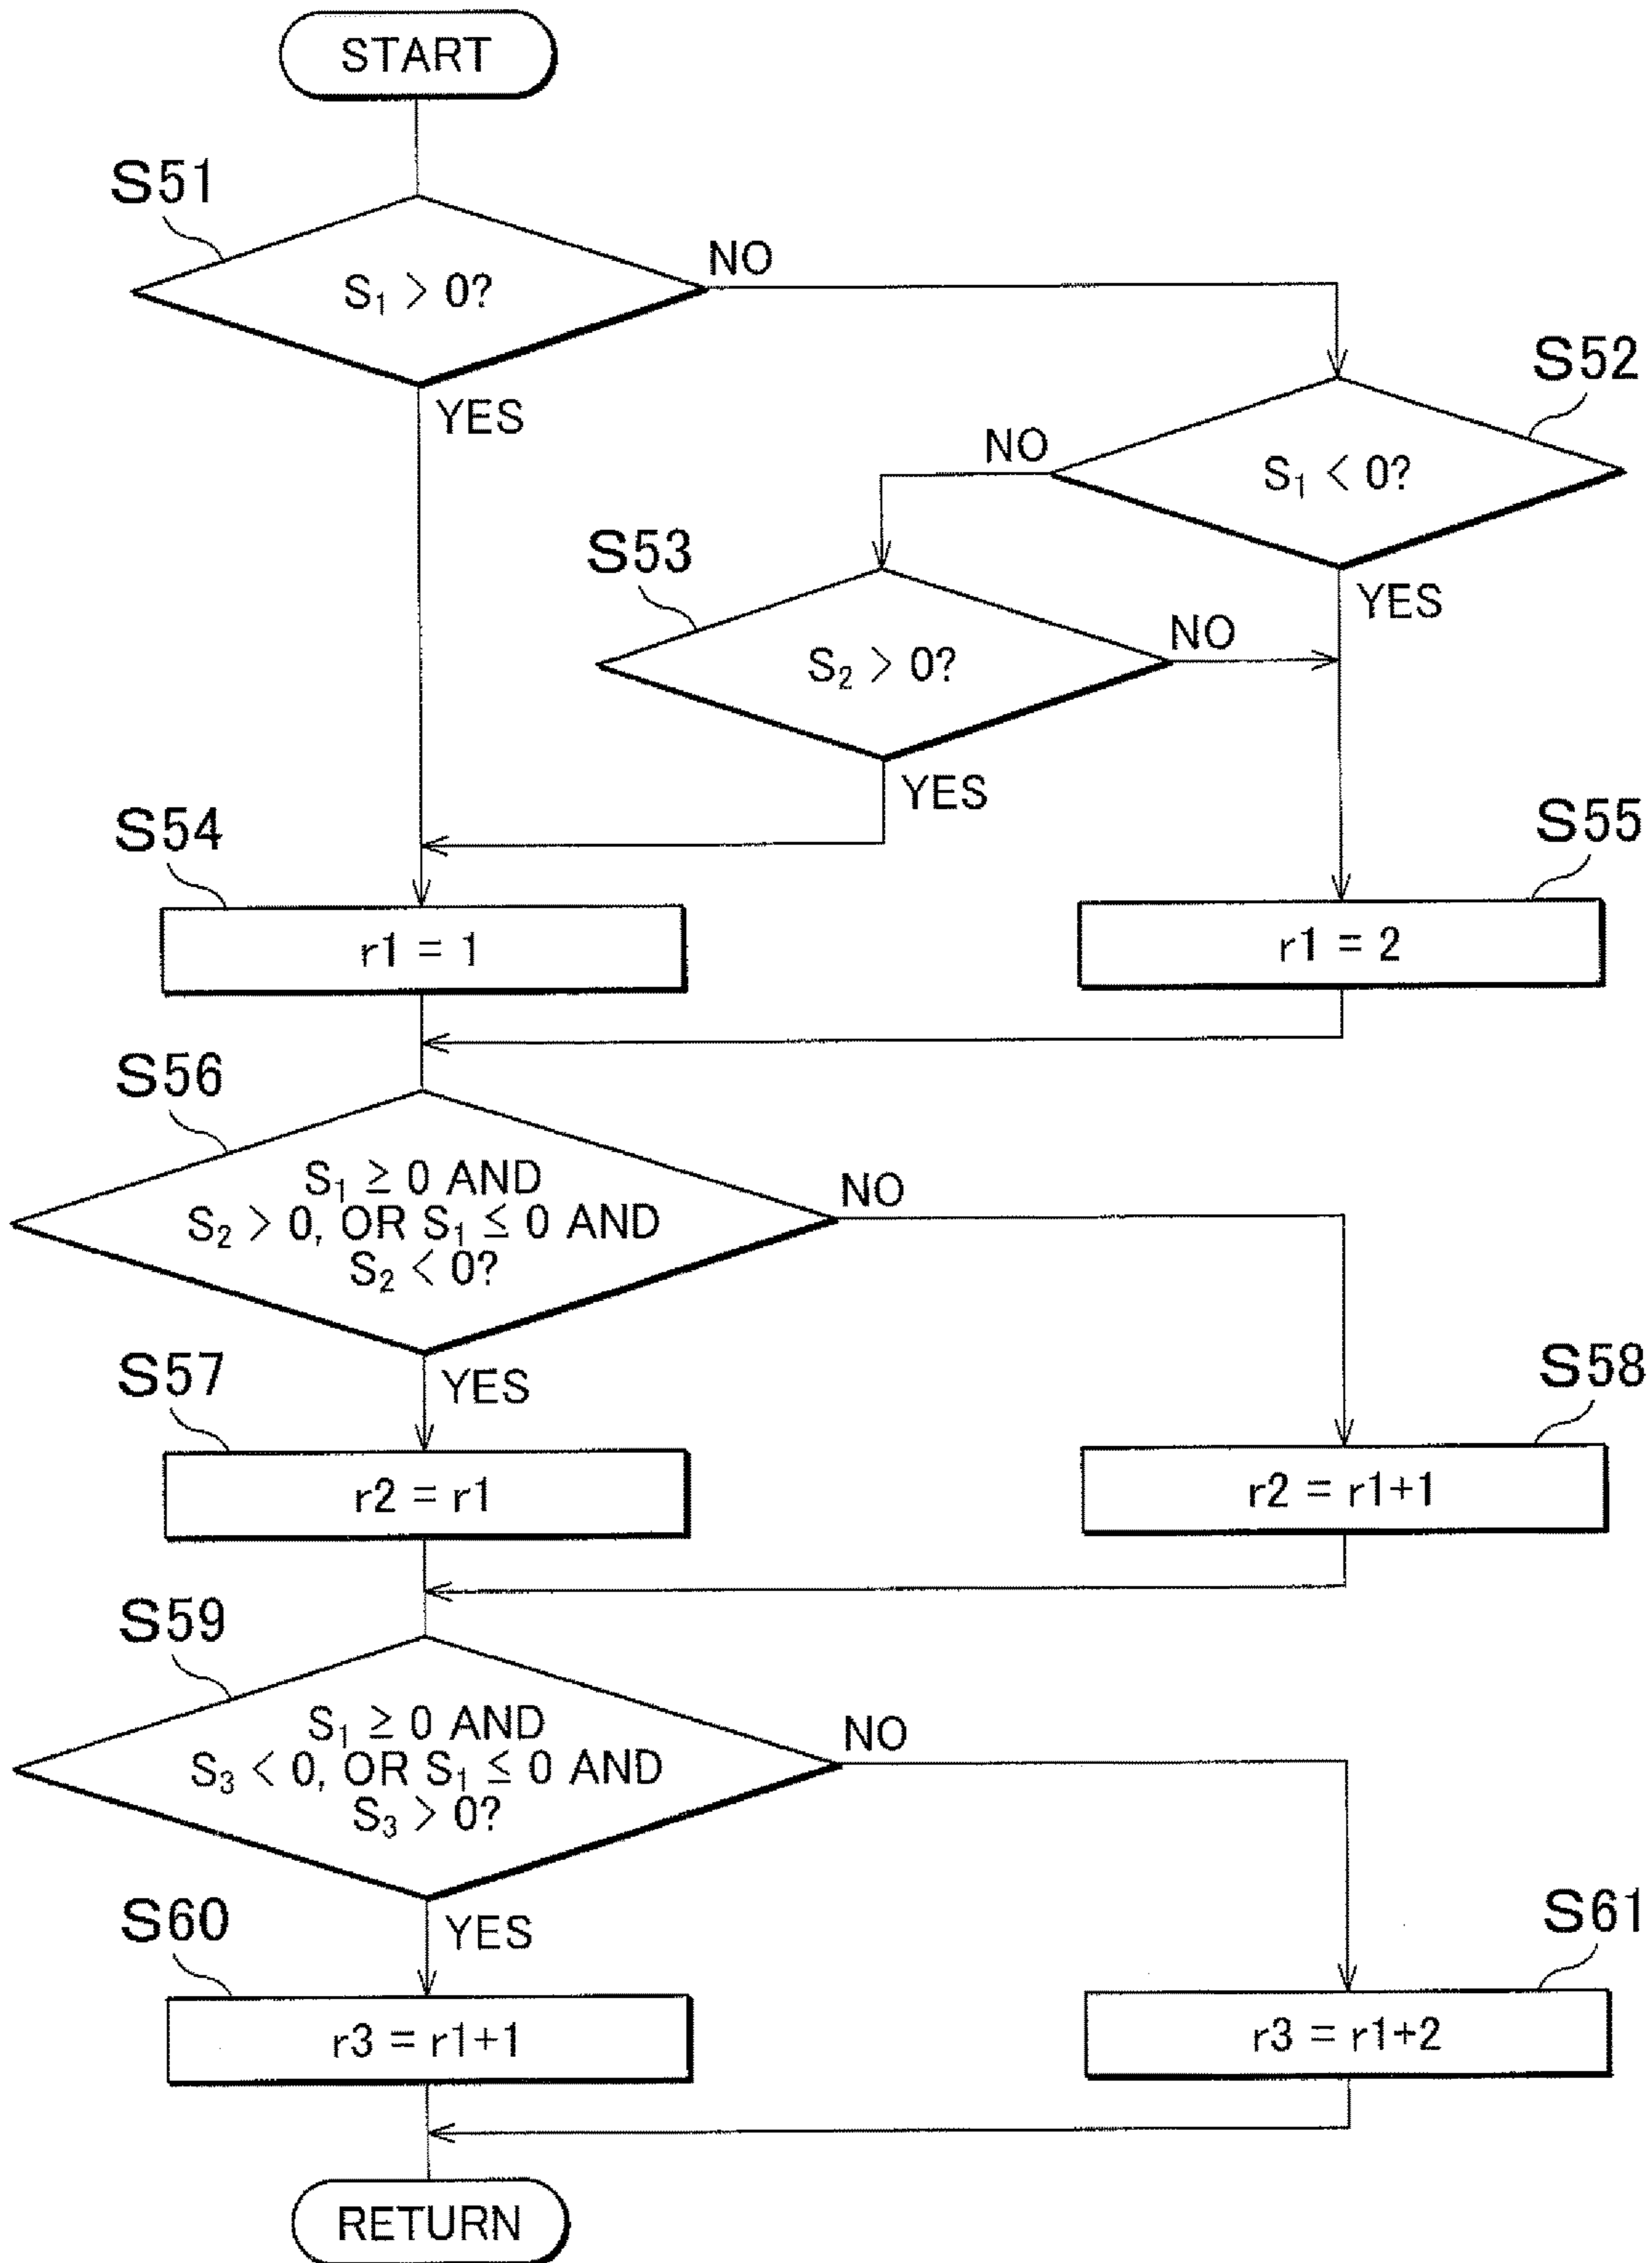 START
S51
S₁ > 0?
NO
YES
S52
S₁ < 0?
NO
YES
S53
S₂ > 0?
NO
YES
S54
r1 = 1
S55
r1 = 2
S56
S₁ ≥ 0 AND
S₂ > 0, OR S₁ ≤ 0 AND
S₂ < 0?
NO
YES
S57
r2 = r1
S58
r2 = r1+1
S59
S₁ ≥ 0 AND
S₃ < 0, OR S₁ ≤ 0 AND
S₃ > 0?
NO
YES
S60
r3 = r1+1
S61
r3 = r1+2
RETURN